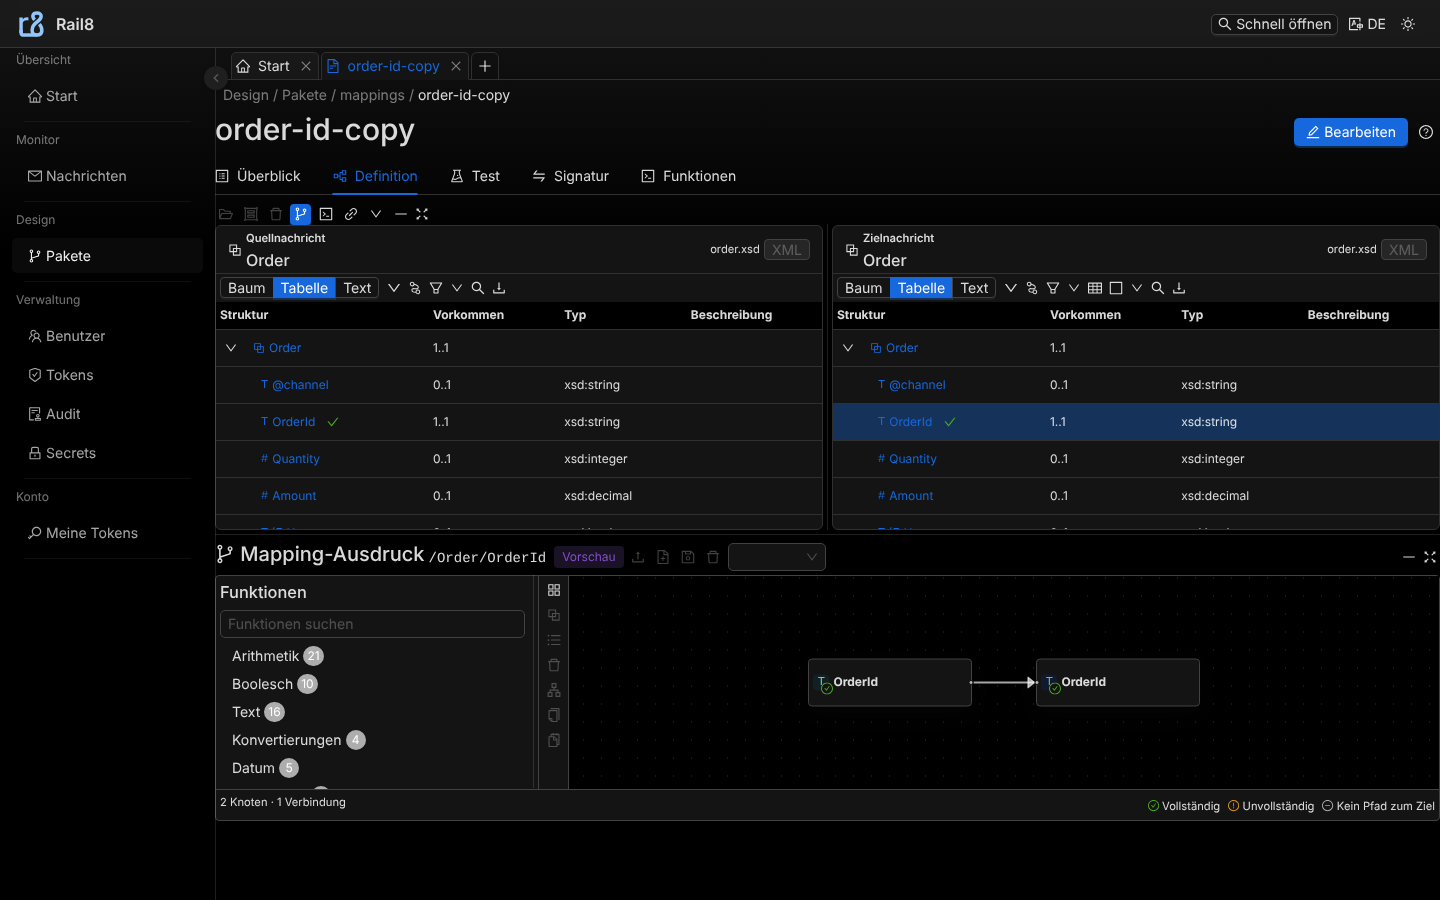 Rail8
Schnell öffnen
DE
Übersicht
Start
Monitor
Nachrichten
Design
Pakete
Verwaltung
Benutzer
Tokens
Audit
Secrets
Konto
Meine Tokens
Start
order-id-copy
Design / Pakete / mappings / order-id-copy
order-id-copy
Bearbeiten
Überblick
Definition
Test
Signatur
Funktionen
Quellnachricht
Order
order.xsd XML
Baum Tabelle Text
Struktur Vorkommen Typ Beschreibung
Order 1..1
T @channel 0..1 xsd:string
T OrderId 1..1 xsd:string
# Quantity 0..1 xsd:integer
# Amount 0..1 xsd:decimal
Zielnachricht
Order
order.xsd XML
Baum Tabelle Text
Struktur Vorkommen Typ Beschreibung
Order 1..1
T @channel 0..1 xsd:string
T OrderId 1..1 xsd:string
# Quantity 0..1 xsd:integer
# Amount 0..1 xsd:decimal
Mapping-Ausdruck /Order/OrderId Vorschau
Funktionen
Funktionen suchen
Arithmetik 21
Boolesch 10
Text 16
Konvertierungen 4
Datum 5
T OrderId
T OrderId
2 Knoten · 1 Verbindung
Vollständig Unvollständig Kein Pfad zum Ziel